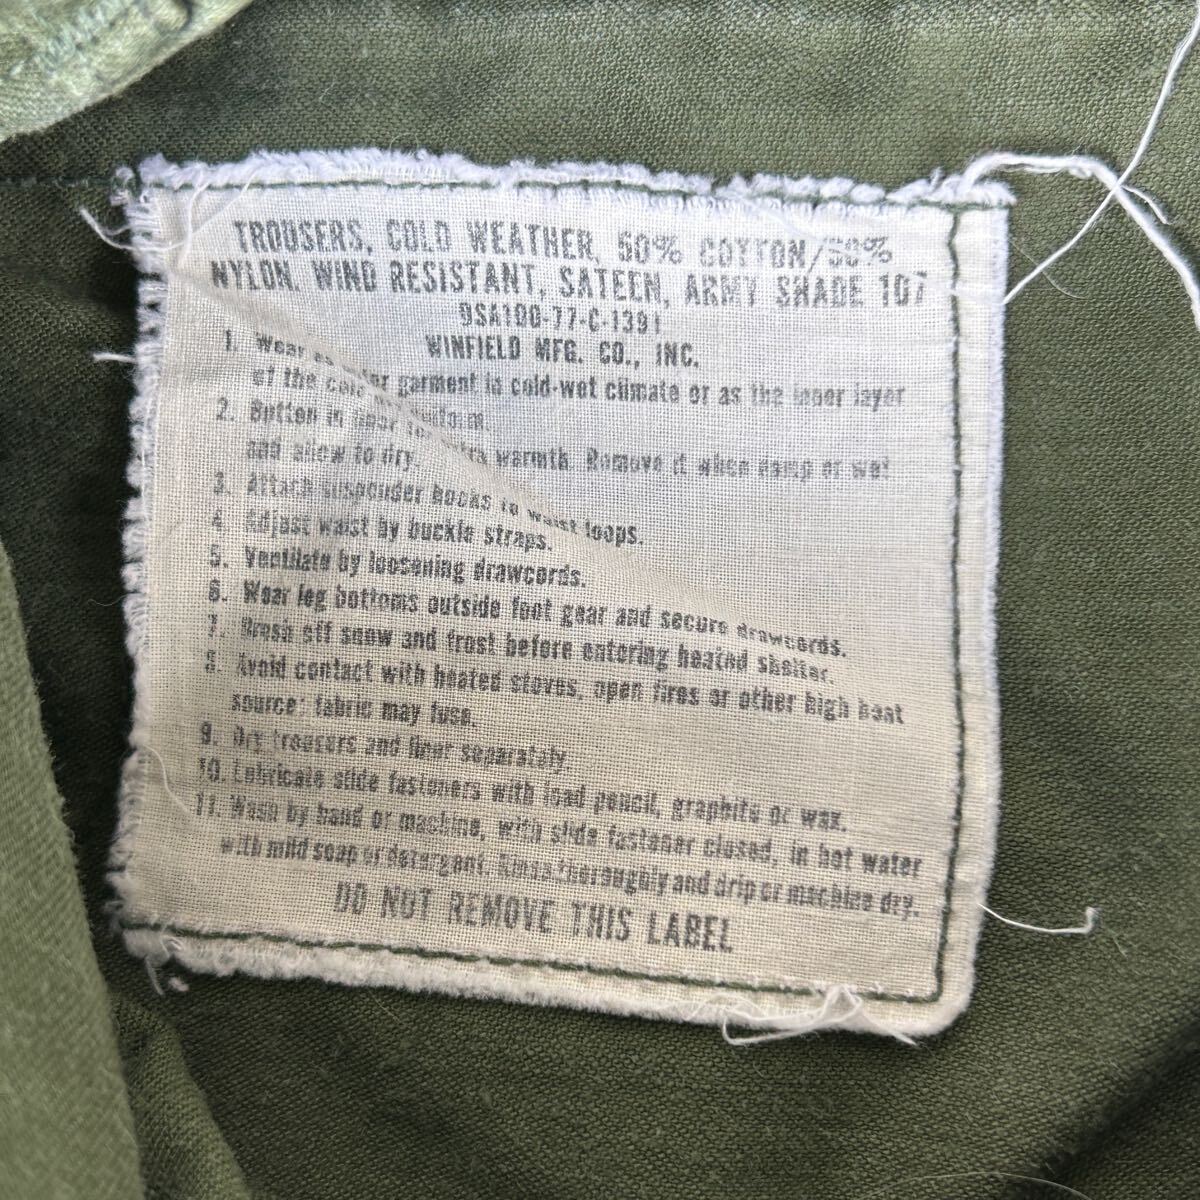 TROUSERS, COLD WEATHER, 50% COTTON/50%
NYLON, WIND RESISTANT, SATEEN, ARMY SHADE 107
9SA100-77-C-1391
WINFIELD MFG. CO., INC.
1. Wear as
of the garment in cold-wet climate or as the inner layer
2. Button in liner uniform.
and allow to dry. extra warmth. Remove it when damp or wet
3. Attach suspender hooks to waist loops.
4. Adjust waist by buckle straps.
5. Ventilate by loosening drawcords.
6. Wear leg bottoms outside foot gear and secure drawcords.
7. Brush off snow and frost before entering heated shelter.
8. Avoid contact with heated stoves, open fires or other high heat
source; fabric may fuse.
9. Dry trousers and liner separately.
10. Lubricate slide fasteners with lead pencil, graphite or wax.
11. Wash by hand or machine, with slide fastener closed, in hot water
with mild soap or detergent. Rinse thoroughly and drip or machine dry.
DO NOT REMOVE THIS LABEL